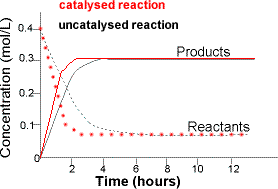 catalysed reaction
uncatalysed reaction
Concentration (mol/L)
0.4
0.3
0.2
0.1
0
Products
Reactants
2 4 6 8 10 12
Time (hours)